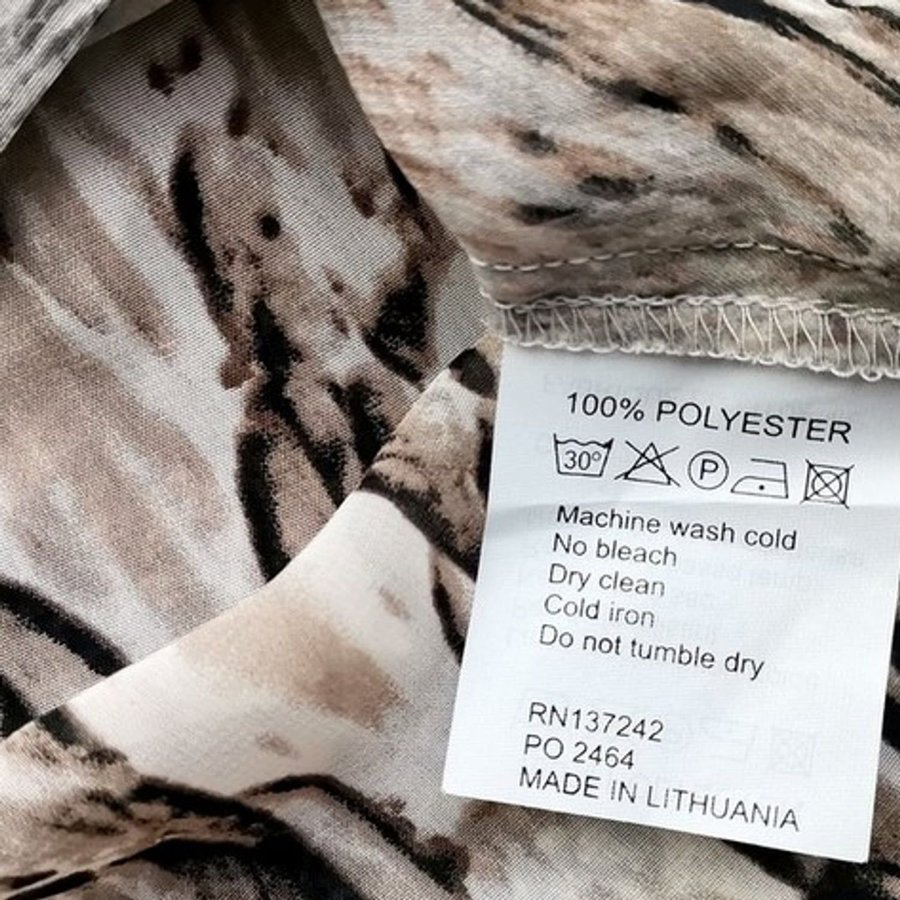 100% POLYESTER
30° P
Machine wash cold
No bleach
Dry clean
Cold iron
Do not tumble dry
RN137242
PO 2464
MADE IN LITHUANIA